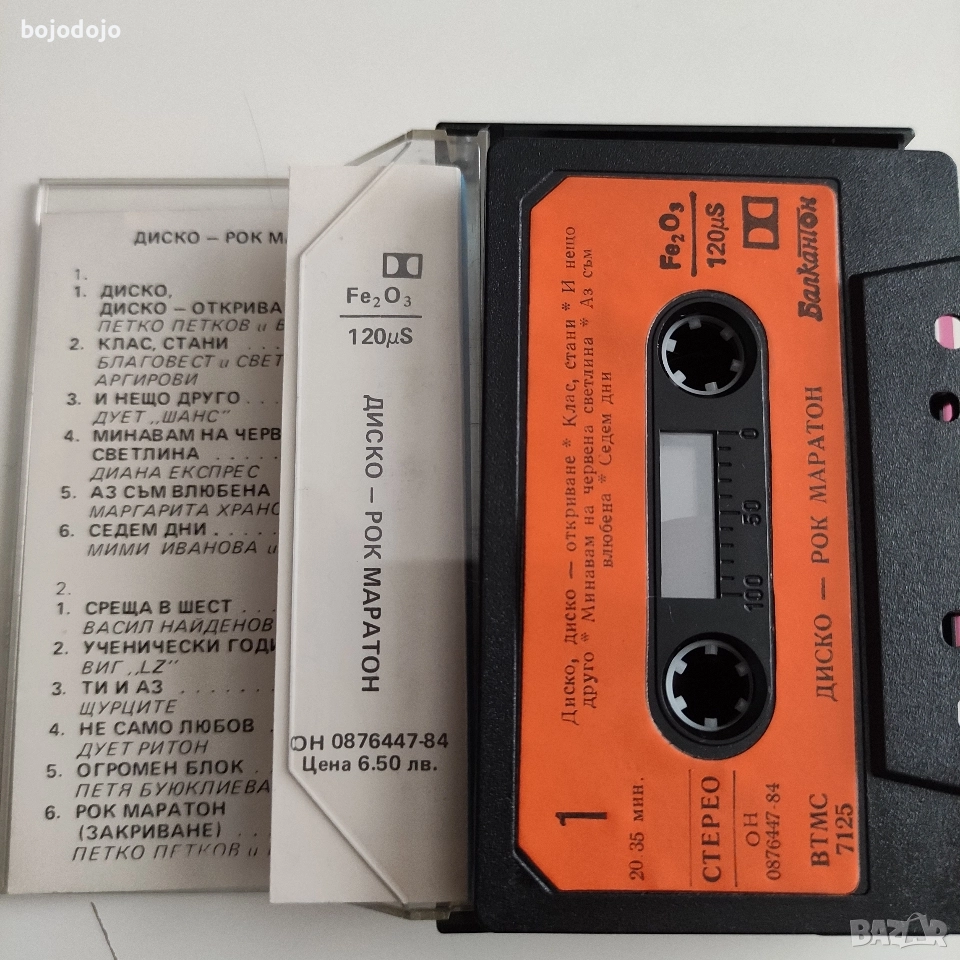 bojodojo
ДИСКО – РОК
1.
1. ДИСКО,
ДИСКО – ОТКРИВА
ПЕТКО ПЕТКОВ и
2. КЛАС, СТАНИ
БЛАГОВЕСТ и СВЕТ
АРГИРОВИ
3. И НЕЩО ДРУГО . . .
ДУЕТ „ШАНС"
4. МИНАВАМ НА ЧЕРВ
СВЕТЛИНА . . .
ДИАНА ЕКСПРЕС
5. АЗ СЪМ ВЛЮБЕНА
МАРГАРИТА ХРАНО
6. СЕДЕМ ДНИ . . .
МИМИ ИВАНОВА и
2.
1. СРЕЩА В ШЕСТ . . .
ВАСИЛ НАЙДЕНОВ
2. УЧЕНИЧЕСКИ ГОДИ
ВИГ „LZ"
3. ТИ И АЗ . . . . . . .
ЩУРЦИТЕ
4. НЕ САМО ЛЮБОВ .
ДУЕТ РИТОН
5. ОГРОМЕН БЛОК . .
ПЕТЯ БУЮКЛИЕВА
6. РОК МАРАТОН
(ЗАКРИВАНЕ) . . .
ПЕТКО ПЕТКОВ и
Fe₂O₃
120µS
ДИСКО – РОК МАРАТОН
ОН 0876447-84
Цена 6.50 лв.
Fe₂O₃
120µS
Балкантон
Диско, диско — откриване * Клас, стани * И нещо
друго * Минавам на червена светлина * Аз съм
влюбена * Седем дни
0
50
100
ДИСКО — РОК МАРАТОН
1
20 35 мин.
СТЕРЕО
ОН
0876447-84
ВТМС
7125
BAZAR